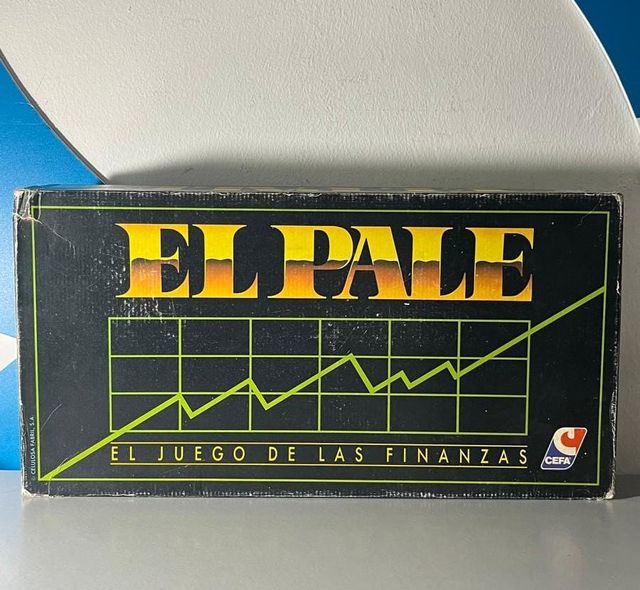 EL PALE
EL JUEGO DE LAS FINANZAS
CEFA
CELULOSA FABRIL, S.A.